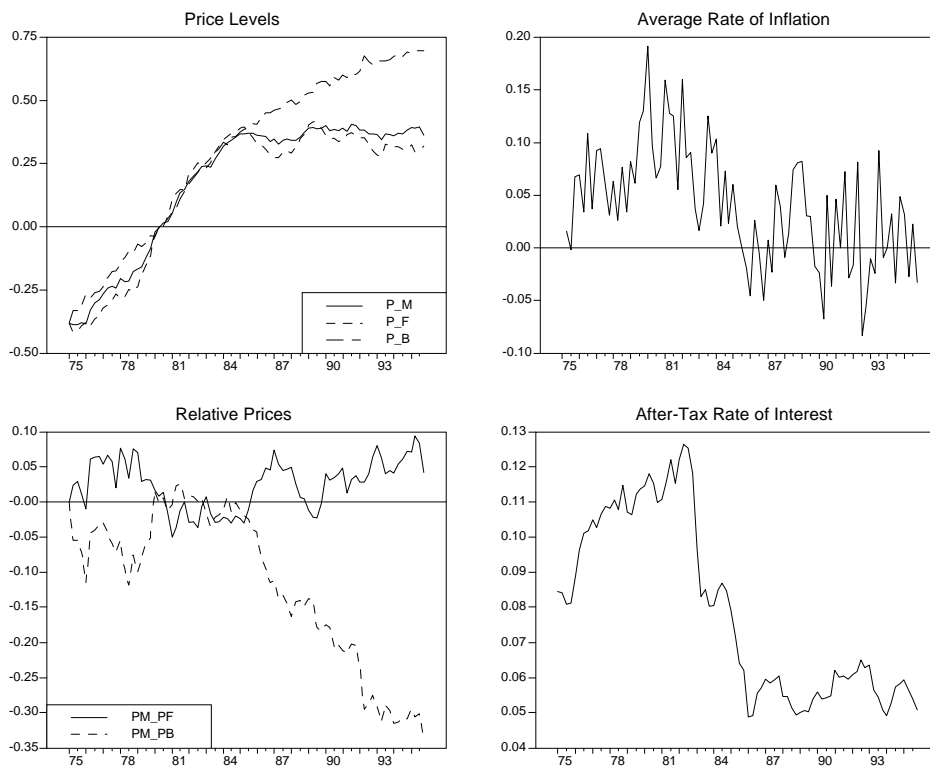 Price Levels
0.75
0.50
0.25
0.00
-0.25
-0.50
P_M
P_F
P_B
75 78 81 84 87 90 93
Average Rate of Inflation
0.20
0.15
0.10
0.05
0.00
-0.05
-0.10
75 78 81 84 87 90 93
Relative Prices
0.10
0.05
-0.00
-0.05
-0.10
-0.15
-0.20
-0.25
-0.30
-0.35
PM_PF
PM_PB
75 78 81 84 87 90 93
After-Tax Rate of Interest
0.13
0.12
0.11
0.10
0.09
0.08
0.07
0.06
0.05
0.04
75 78 81 84 87 90 93